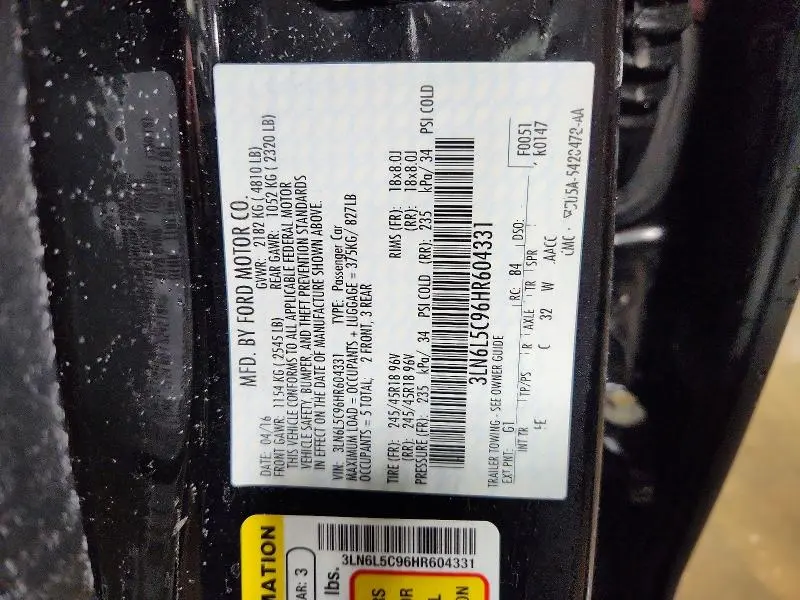 MFD. BY FORD MOTOR CO.
DATE: 04/16 GVWR: 2182 KG ( 4810 LB)
FRONT GAWR: 1154 KG ( 2545 LB) REAR GAWR: 1052 KG ( 2320 LB)
THIS VEHICLE CONFORMS TO ALL APPLICABLE FEDERAL MOTOR
VEHICLE SAFETY, BUMPER, AND THEFT PREVENTION STANDARDS
IN EFFECT ON THE DATE OF MANUFACTURE SHOWN ABOVE.
VIN: 3LN6L5C96HR604331 TYPE: Passenger Car
MAXIMUM LOAD = OCCUPANTS + LUGGAGE = 375KG / 827LB
OCCUPANTS = 5 TOTAL; 2 FRONT, 3 REAR
TIRE (FR): 245/45R18 96V RIMS (FR): 18x8.0J
(RR): 245/45R18 96V (RR): 18x8.0J
PRESSURE (FR): 235 kPa/ 34 PSI COLD (RR): 235 kPa/ 34 PSI COLD
3LN6L5C96HR604331
TRAILER TOWING - SEE OWNER GUIDE
EXT PNT: G1 RC: 84 DSO: F0051
K0147
INT TR TP/PS R AXLE TR SPR
C 32 W AACC
3LN6L5C96HR604331
MATION
AR: 3
lbs.